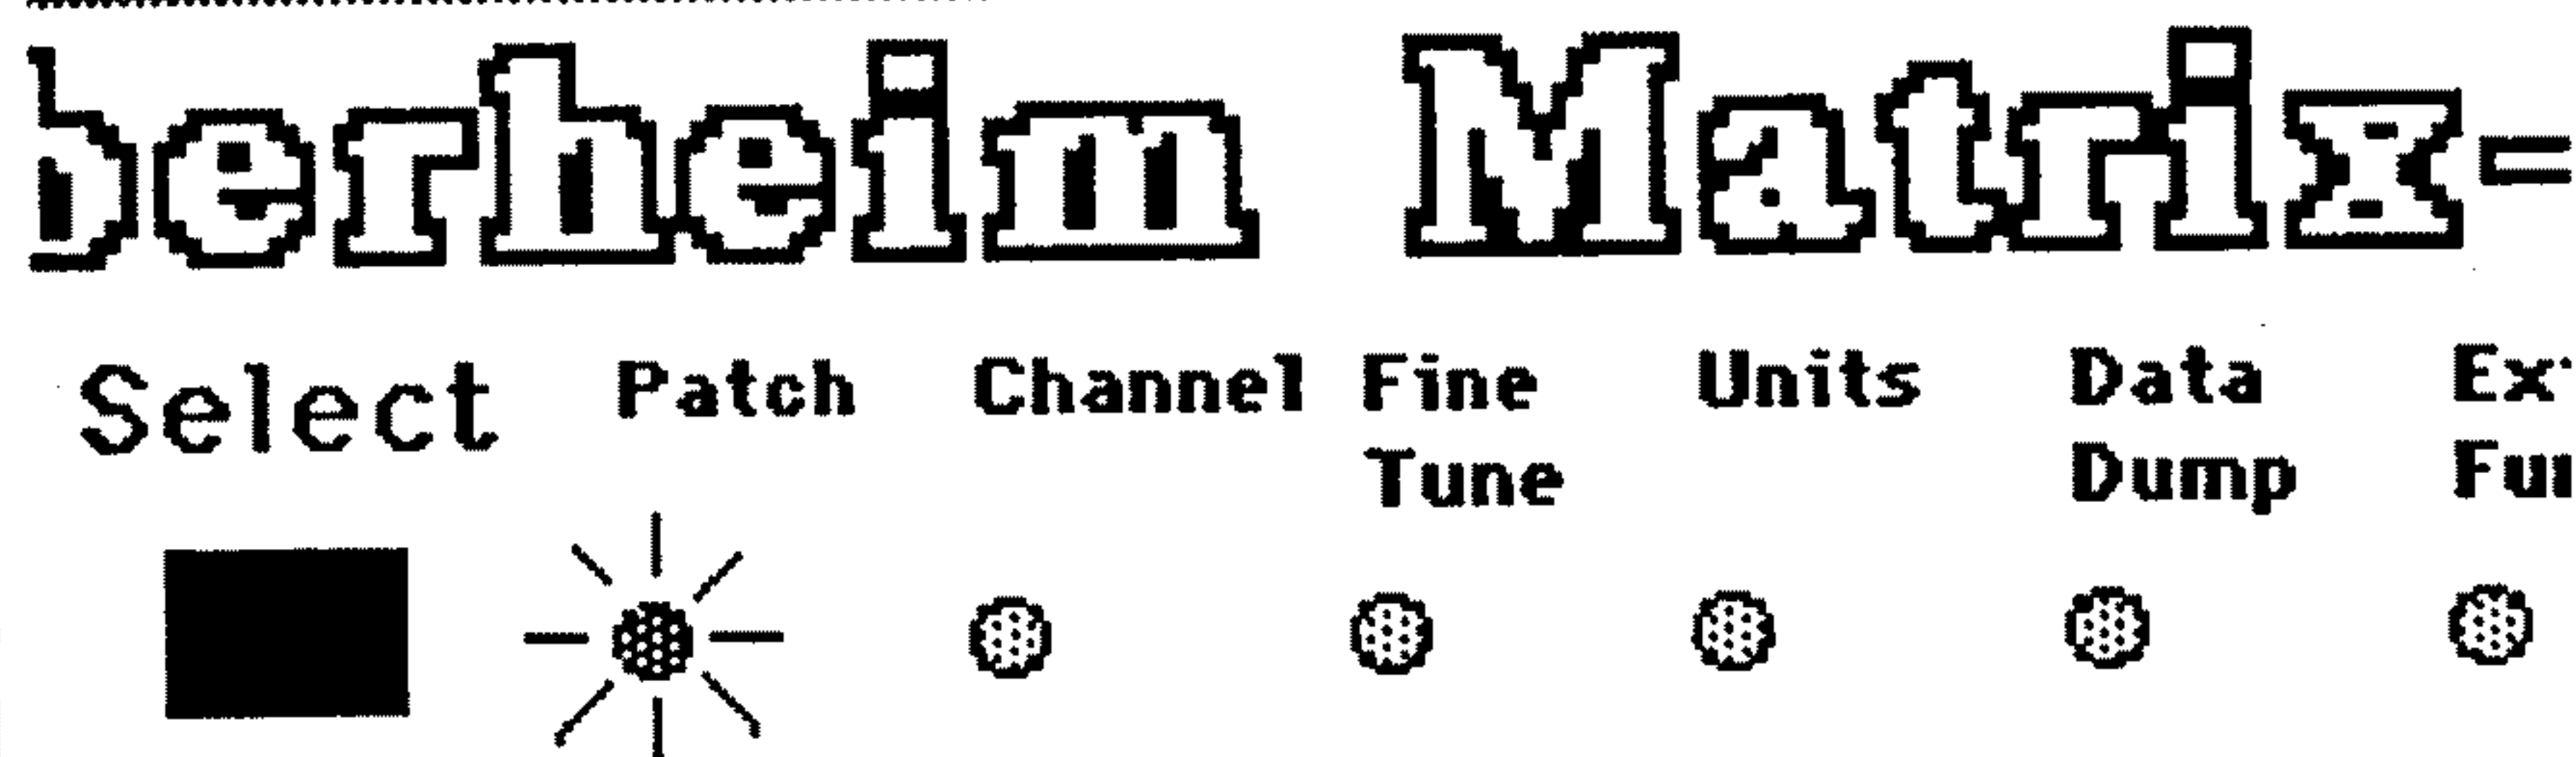 berheim Matrix-
Select Patch Channel Fine Units Data
Tune Dump